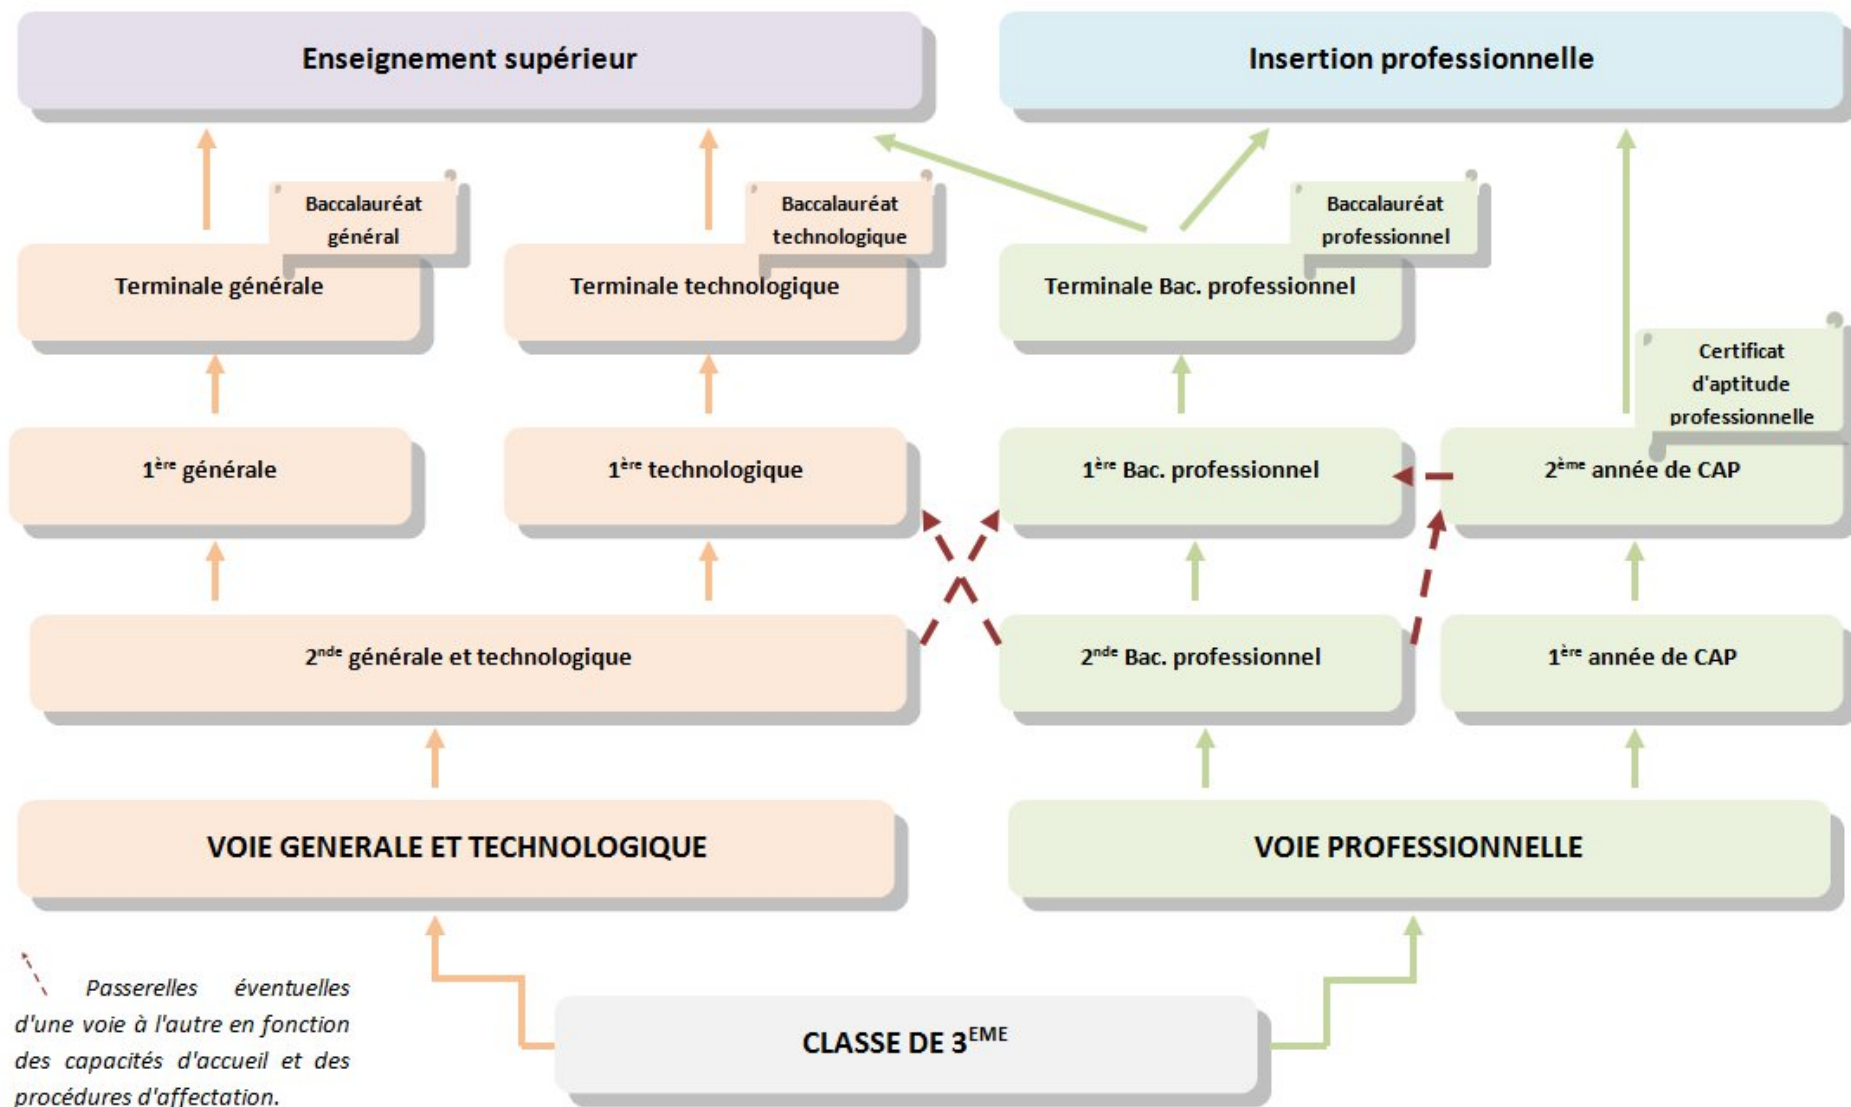 Enseignement supérieur
Insertion professionnelle
Baccalauréat
général
Baccalauréat
technologique
Baccalauréat
professionnel
Terminale générale
Terminale technologique
Terminale Bac. professionnel
Certificat
d'aptitude
professionnelle
1ère générale
1ère technologique
1ère Bac. professionnel
2ème année de CAP
2nde générale et technologique
2nde Bac. professionnel
1ère année de CAP
VOIE GENERALE ET TECHNOLOGIQUE
VOIE PROFESSIONNELLE
Passerelles éventuelles
d'une voie à l'autre en fonction
des capacités d'accueil et des
procédures d'affectation.
CLASSE DE 3EME